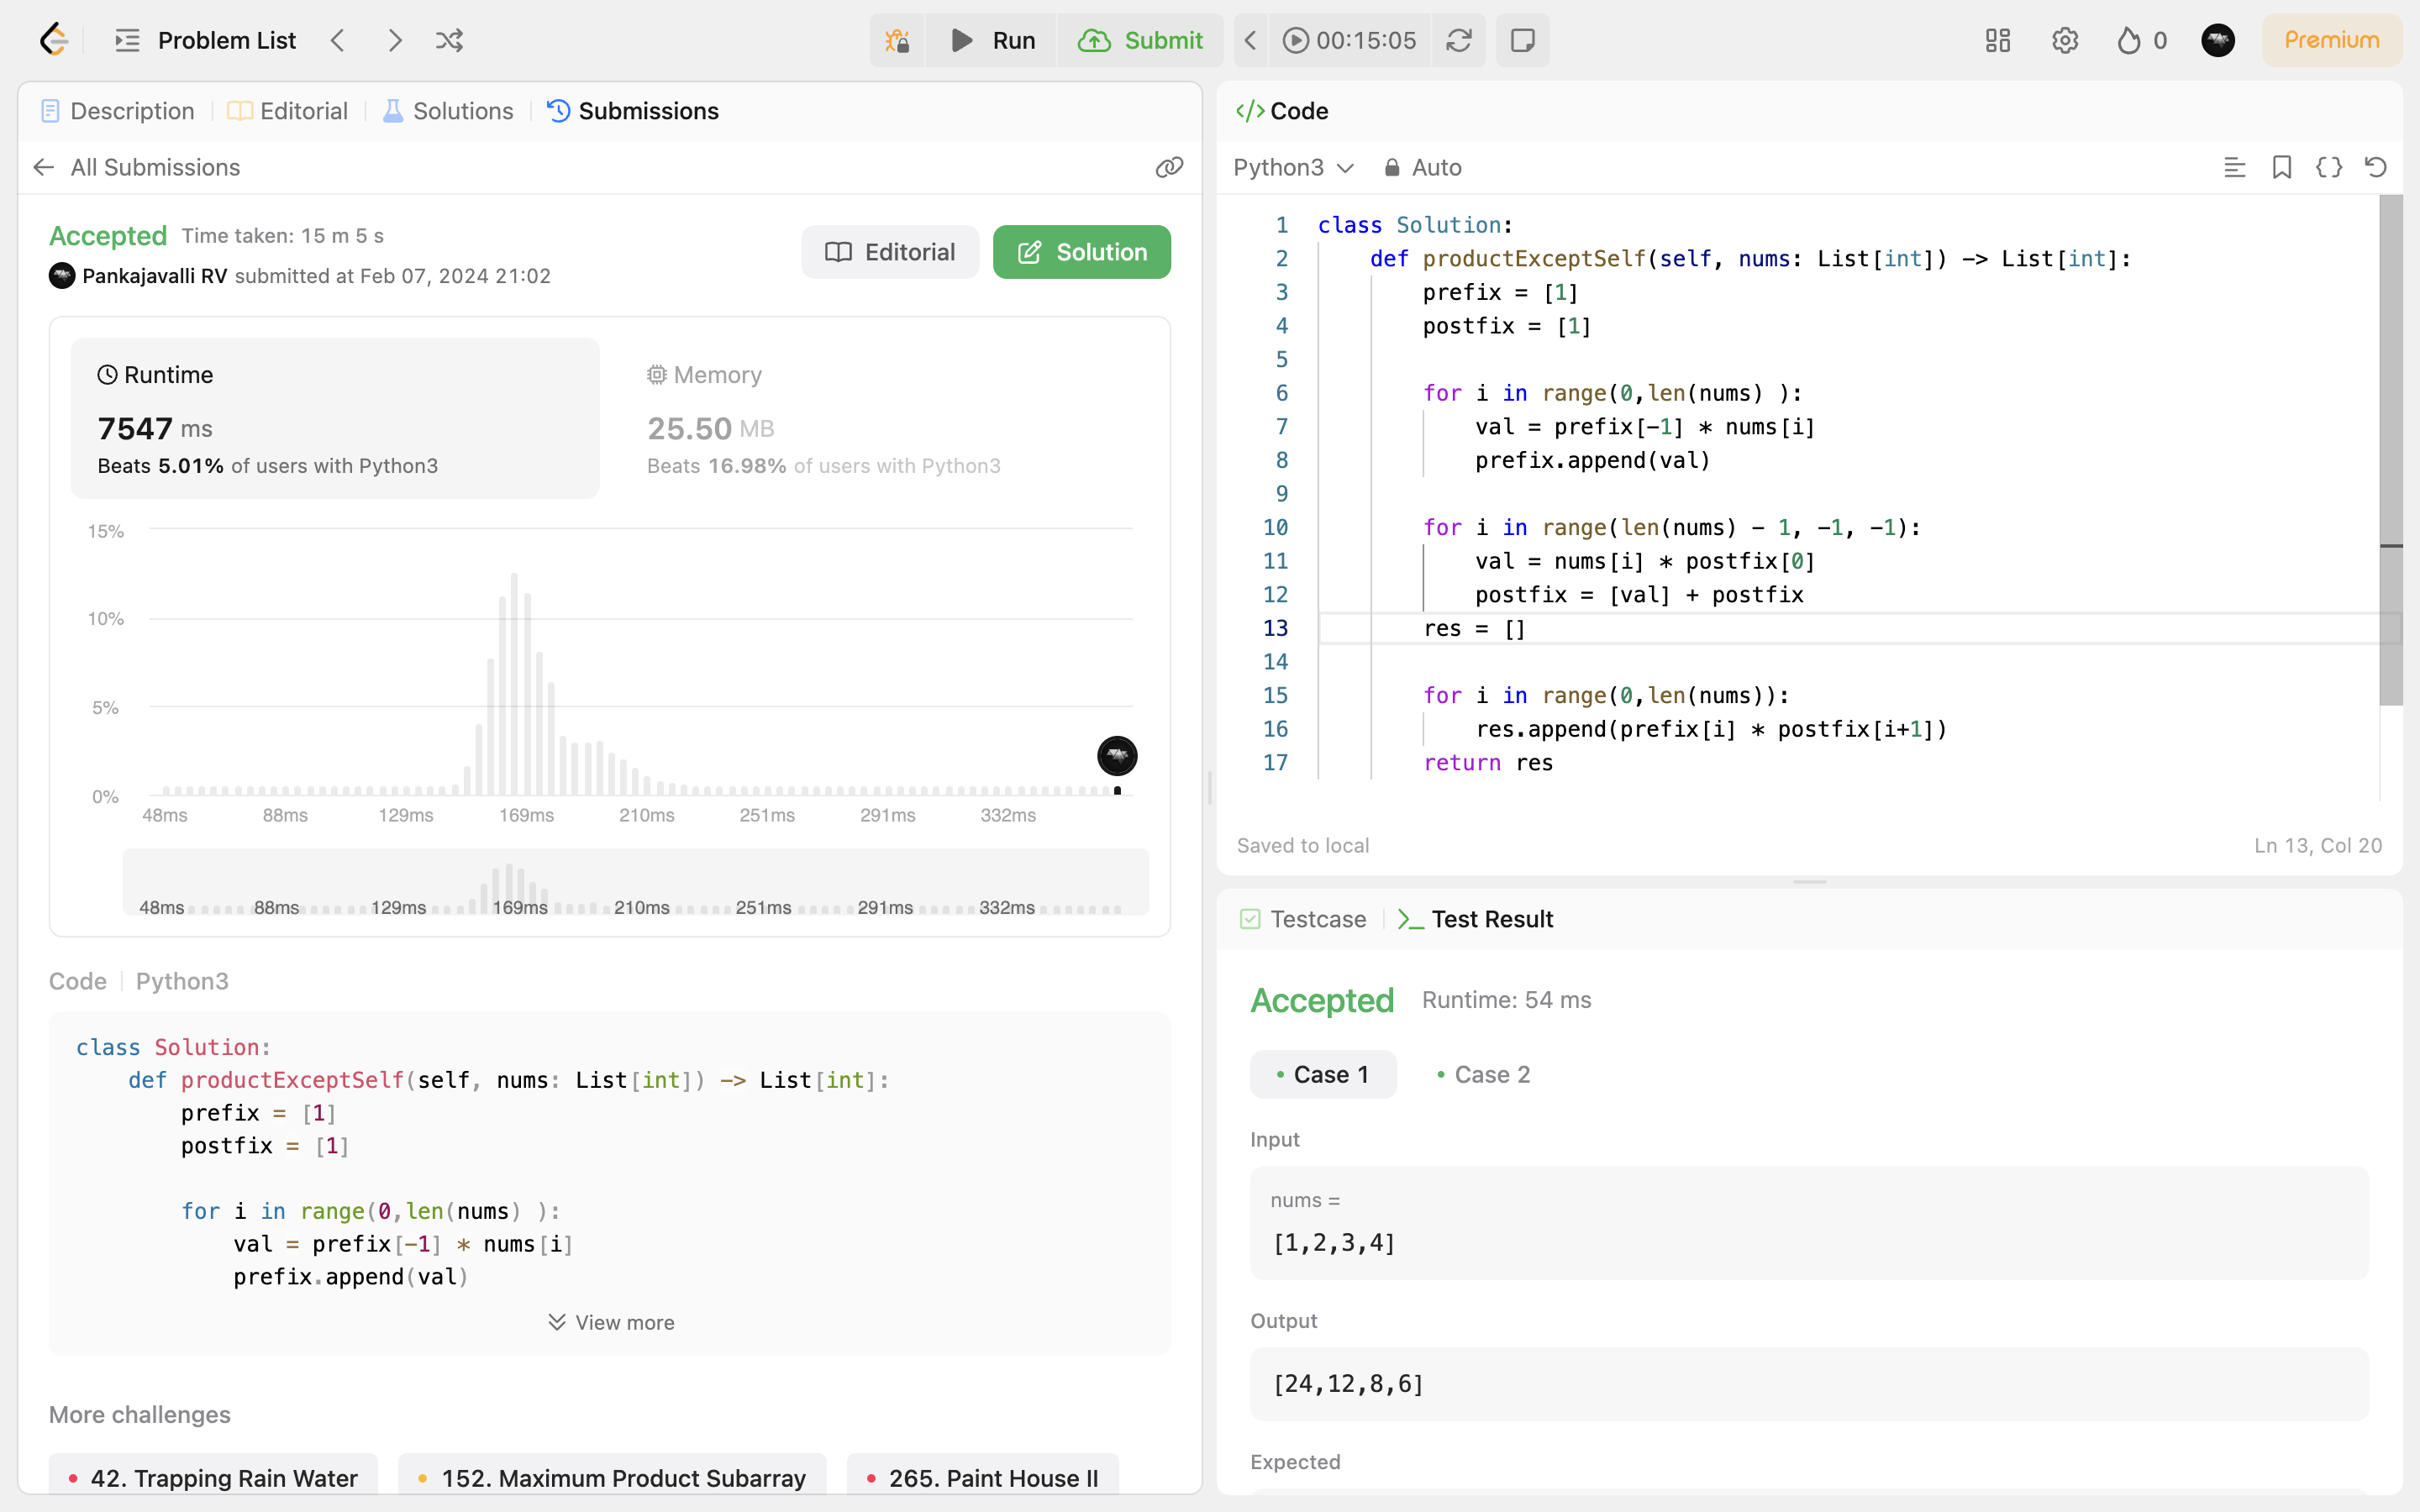 Problem List
Run
Submit
00:15:05
0
Premium
Description
Editorial
Solutions
Submissions
All Submissions
Accepted Time taken: 15 m 5 s
Pankajavalli RV submitted at Feb 07, 2024 21:02
Editorial
Solution
Runtime
7547 ms
Beats 5.01% of users with Python3
Memory
25.50 MB
Beats 16.98% of users with Python3
15%
10%
5%
0%
48ms 88ms 129ms 169ms 210ms 251ms 291ms 332ms
48ms 88ms 129ms 169ms 210ms 251ms 291ms 332ms
Code | Python3
class Solution:
    def productExceptSelf(self, nums: List[int]) -> List[int]:
        prefix = [1]
        postfix = [1]
        for i in range(0,len(nums) ):
            val = prefix[-1] * nums[i]
            prefix.append(val)
View more
More challenges
42. Trapping Rain Water
152. Maximum Product Subarray
265. Paint House II
</> Code
Python3
Auto
1 class Solution:
2     def productExceptSelf(self, nums: List[int]) -> List[int]:
3         prefix = [1]
4         postfix = [1]
5
6         for i in range(0,len(nums) ):
7             val = prefix[-1] * nums[i]
8             prefix.append(val)
9
10         for i in range(len(nums) - 1, -1, -1):
11             val = nums[i] * postfix[0]
12             postfix = [val] + postfix
13         res = []
14
15         for i in range(0,len(nums)):
16             res.append(prefix[i] * postfix[i+1])
17         return res
Saved to local
Ln 13, Col 20
Testcase
Test Result
Accepted Runtime: 54 ms
Case 1
Case 2
Input
nums =
[1,2,3,4]
Output
[24,12,8,6]
Expected